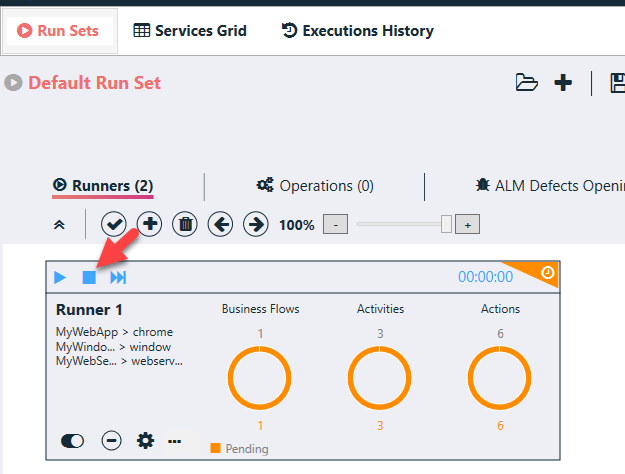 Run Sets Services Grid Executions History
Default Run Set
Runners (2) Operations (0) ALM Defects Openin
100% - +
00:00:00
Runner 1 Business Flows Activities Actions
MyWebApp > chrome 1 3 6
MyWindo... > window
MyWebSe... > webserv...
1 3 6
Pending